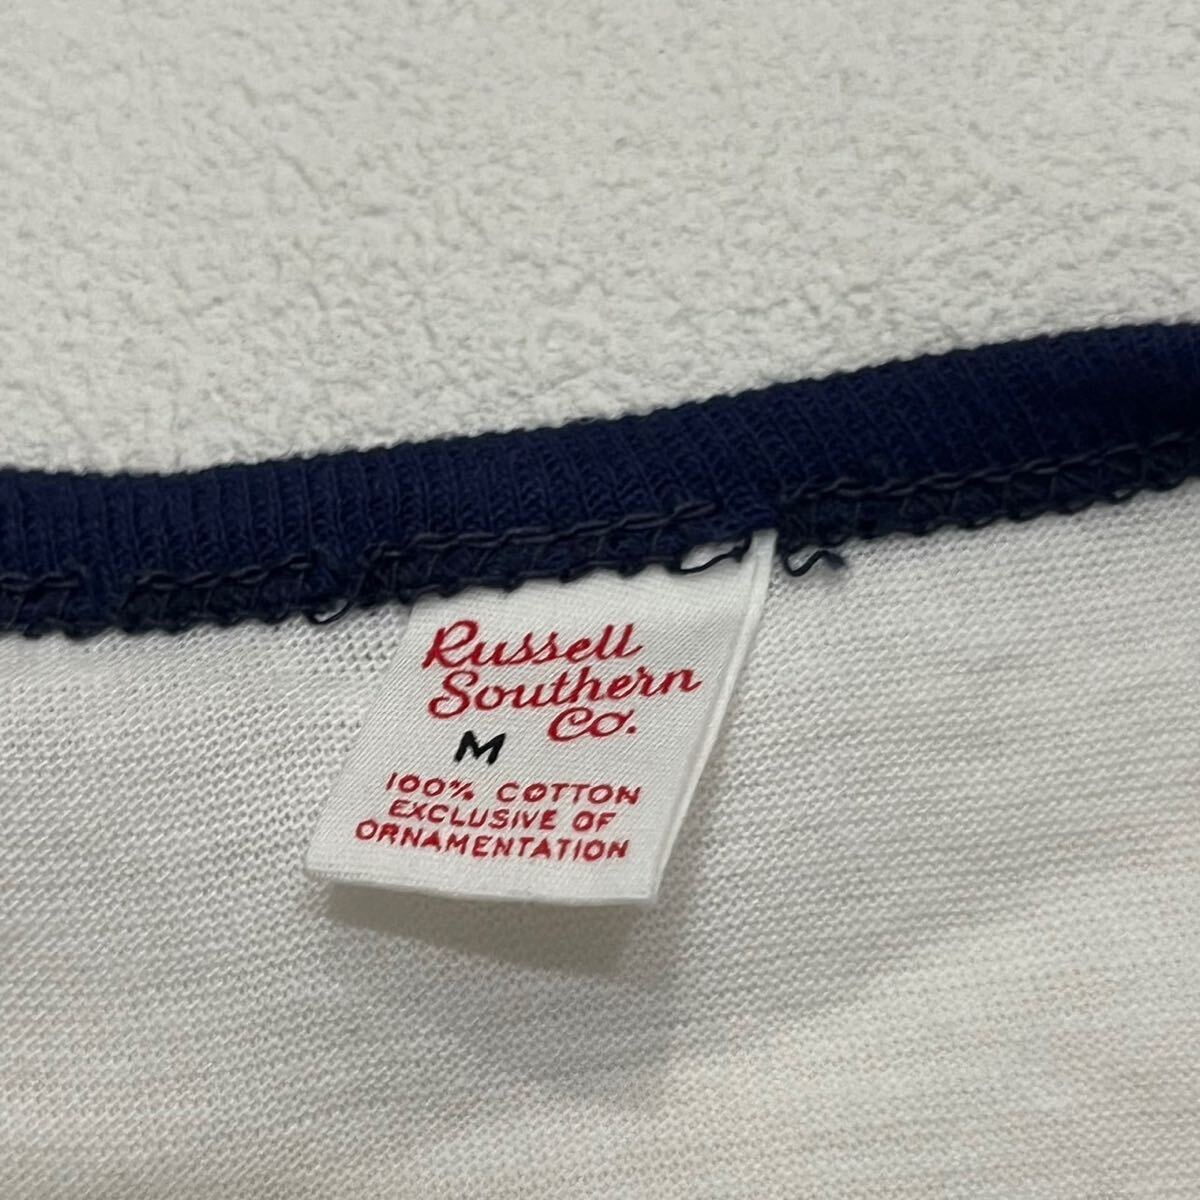 Russell
Southern
Co.
M
100% COTTON
EXCLUSIVE OF
ORNAMENTATION